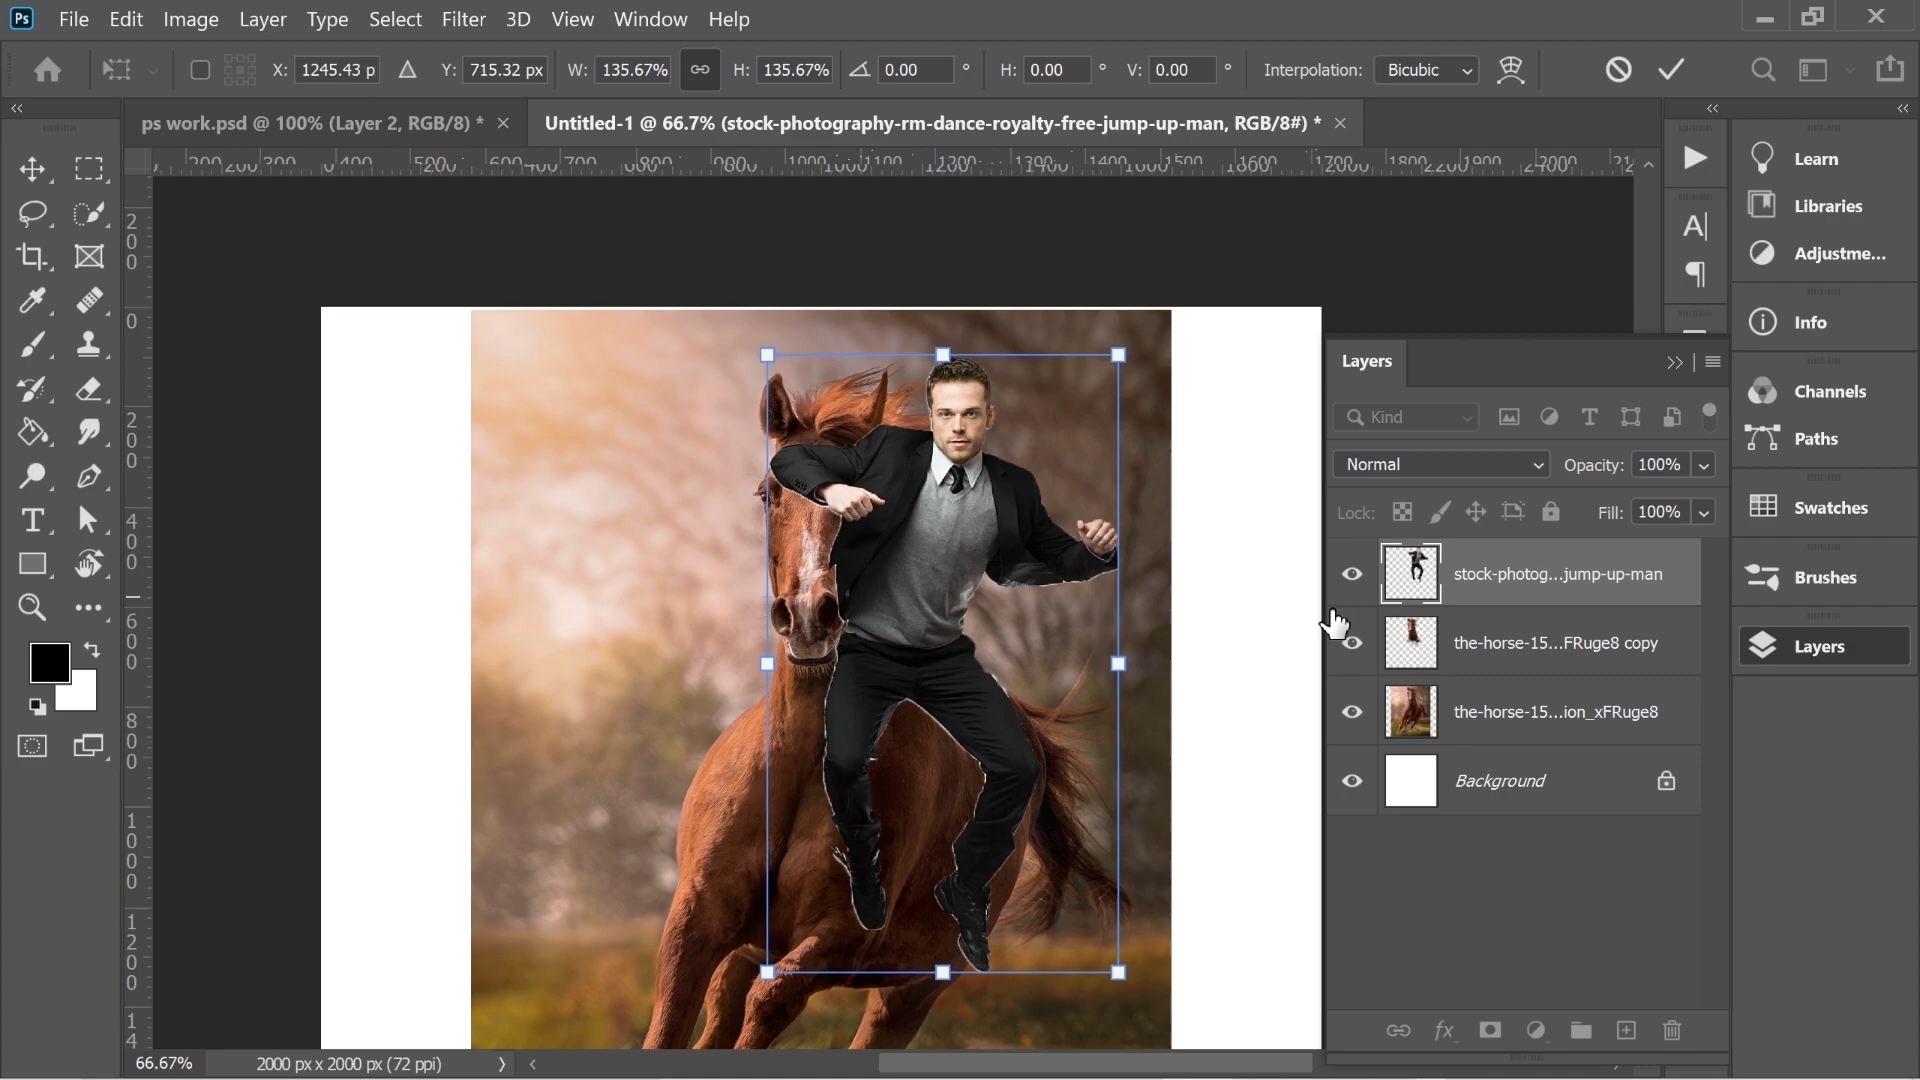 Ps File Edit Image Layer Type Select Filter 3D View Window Help
X: 1245.43 p Y: 715.32 px W: 135.67% H: 135.67% 0.00 ° H: 0.00 ° V: 0.00 ° Interpolation: Bicubic
ps work.psd @ 100% (Layer 2, RGB/8) * × Untitled-1 @ 66.7% (stock-photography-rm-dance-royalty-free-jump-up-man, RGB/8#) * ×
Learn
Libraries
Adjustme...
Info
Channels
Paths
Swatches
Brushes
Layers
Layers
Kind
Normal Opacity: 100%
Lock: Fill: 100%
stock-photog...jump-up-man
the-horse-15...FRuge8 copy
the-horse-15...ion_xFRuge8
Background
fx
66.67% 2000 px x 2000 px (72 ppi)